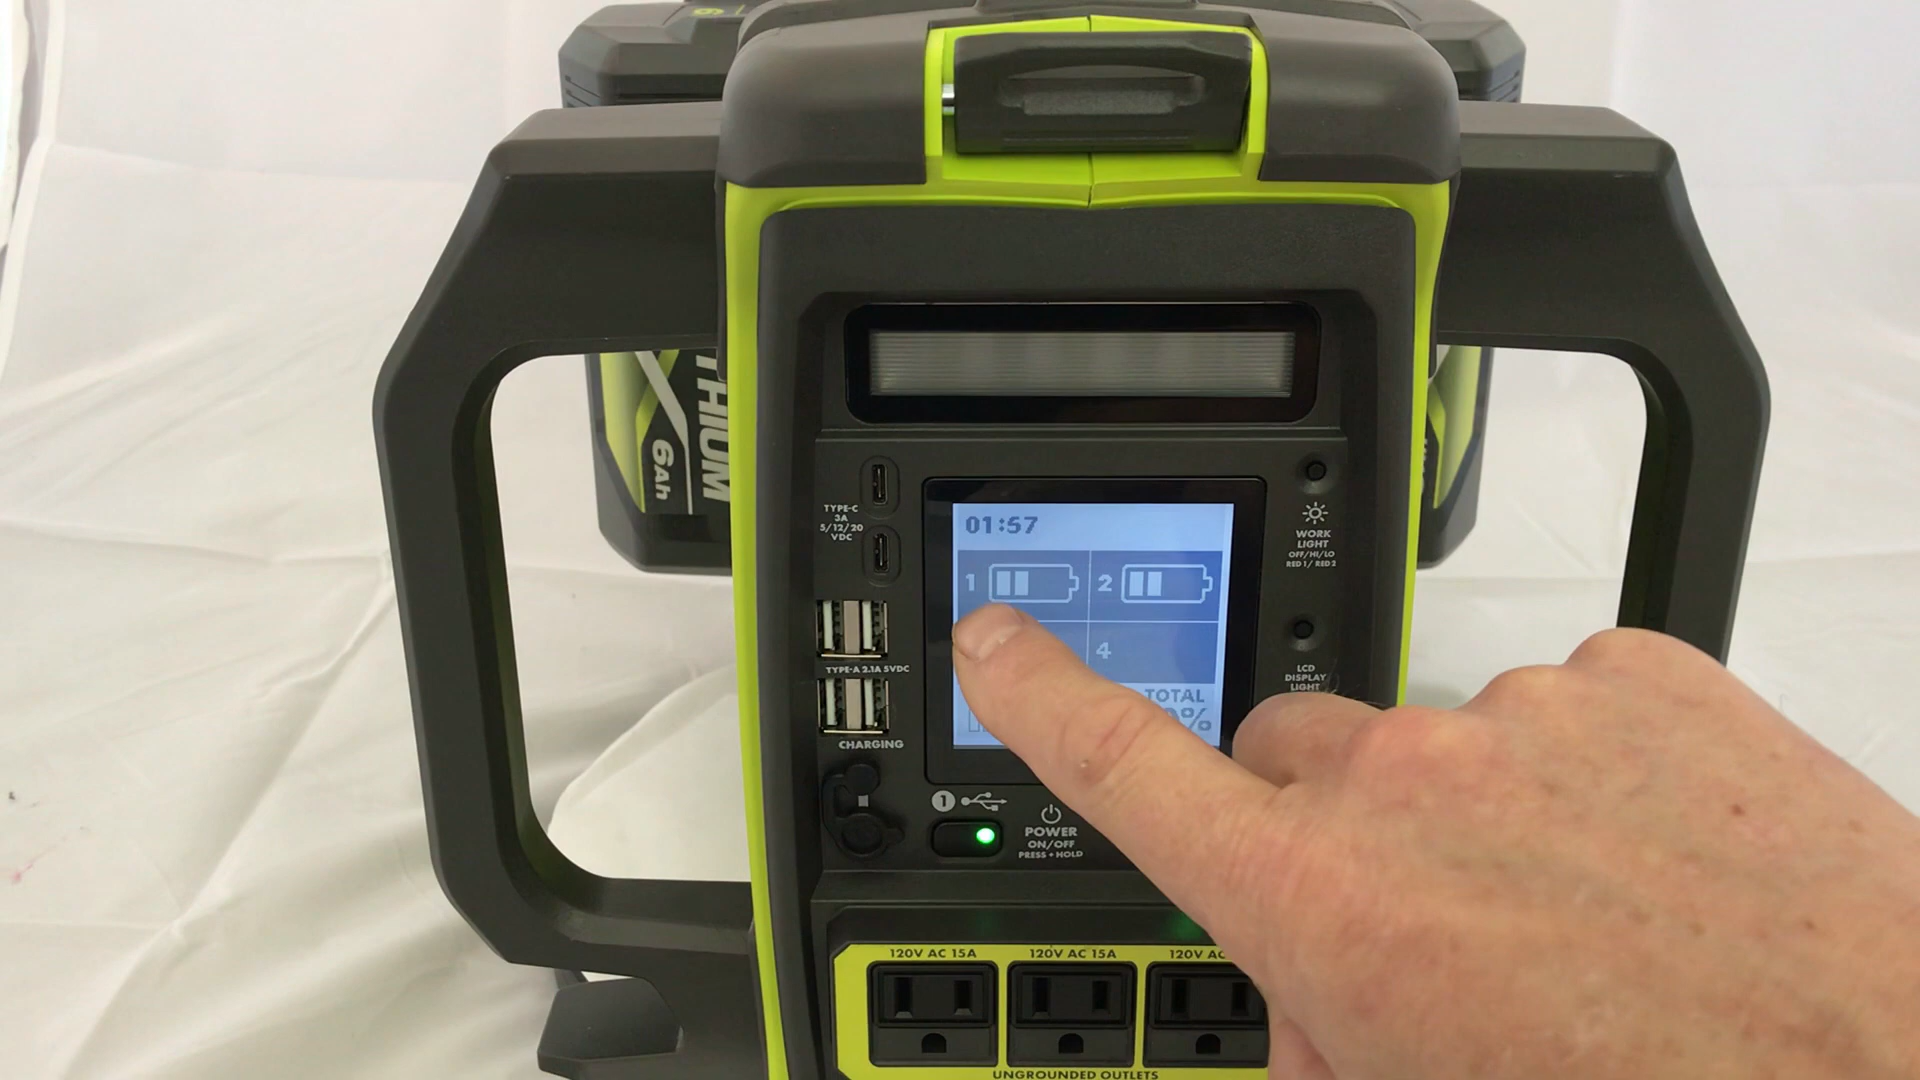 THIUM
6Ah
TYPE-C
3A
5/12/20
VDC
TYPE-A 2.1A 5VDC
CHARGING
01:57
1
2
4
TOTAL
%
WORK
LIGHT
OFF/HI/LO
RED 1/ RED 2
LCD
DISPLAY
LIGHT
1
POWER
ON/OFF
PRESS + HOLD
120V AC 15A
120V AC 15A
120V AC
UNGROUNDED OUTLETS